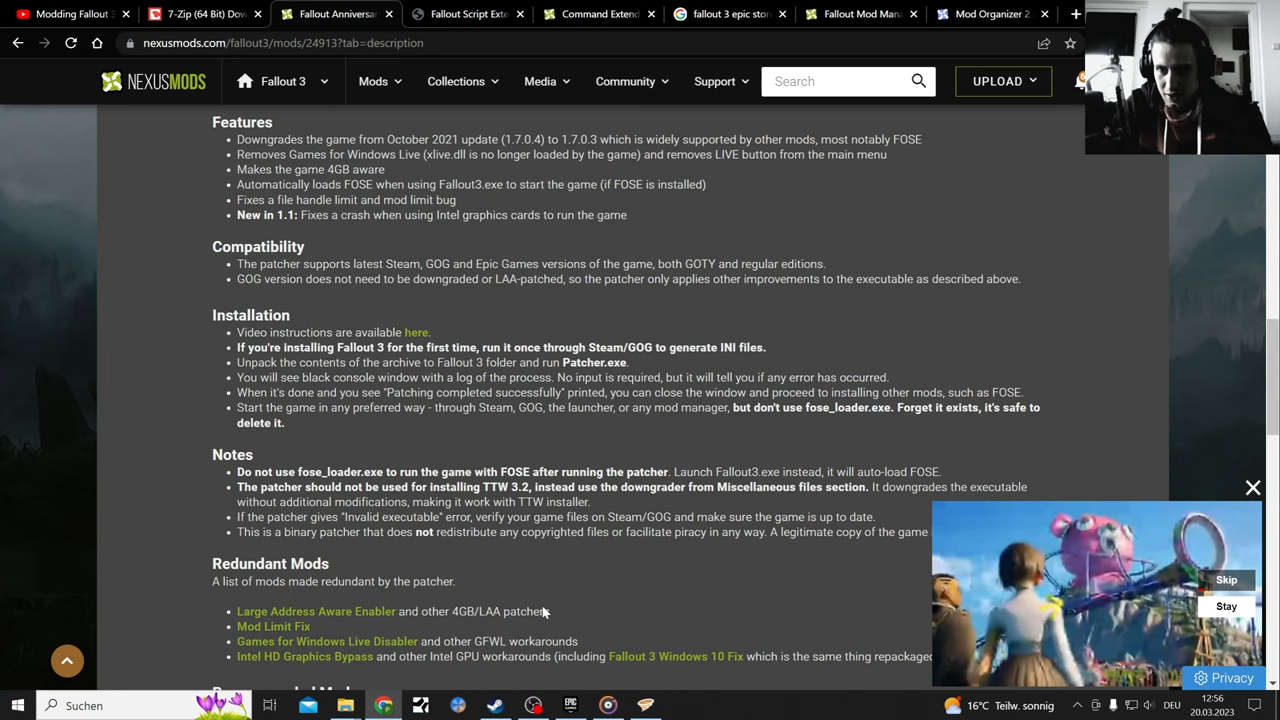 Modding Fallout 3
7-Zip (64 Bit) Dow
Fallout Anniversar
Fallout Script Exte
Command Extend
fallout 3 epic stor
Fallout Mod Man
Mod Organizer 2
nexusmods.com/fallout3/mods/24913?tab=description
NEXUSMODS
Fallout 3
Mods
Collections
Media
Community
Support
Search
UPLOAD
Features
Downgrades the game from October 2021 update (1.7.0.4) to 1.7.0.3 which is widely supported by other mods, most notably FOSE
Removes Games for Windows Live (xlive.dll is no longer loaded by the game) and removes LIVE button from the main menu
Makes the game 4GB aware
Automatically loads FOSE when using Fallout3.exe to start the game (if FOSE is installed)
Fixes a file handle limit and mod limit bug
New in 1.1: Fixes a crash when using Intel graphics cards to run the game
Compatibility
The patcher supports latest Steam, GOG and Epic Games versions of the game, both GOTY and regular editions.
GOG version does not need to be downgraded or LAA-patched, so the patcher only applies other improvements to the executable as described above.
Installation
Video instructions are available here.
If you're installing Fallout 3 for the first time, run it once through Steam/GOG to generate INI files.
Unpack the contents of the archive to Fallout 3 folder and run Patcher.exe.
You will see black console window with a log of the process. No input is required, but it will tell you if any error has occurred.
When it's done and you see "Patching completed successfully" printed, you can close the window and proceed to installing other mods, such as FOSE.
Start the game in any preferred way - through Steam, GOG, the launcher, or any mod manager, but don't use fose_loader.exe. Forget it exists, it's safe to
delete it.
Notes
Do not use fose_loader.exe to run the game with FOSE after running the patcher. Launch Fallout3.exe instead, it will auto-load FOSE.
The patcher should not be used for installing TTW 3.2, instead use the downgrader from Miscellaneous files section. It downgrades the executable
without additional modifications, making it work with TTW installer.
If the patcher gives "Invalid executable" error, verify your game files on Steam/GOG and make sure the game is up to date.
This is a binary patcher that does not redistribute any copyrighted files or facilitate piracy in any way. A legitimate copy of the game
Redundant Mods
A list of mods made redundant by the patcher.
Large Address Aware Enabler and other 4GB/LAA patchers
Mod Limit Fix
Games for Windows Live Disabler and other GFWL workarounds
Intel HD Graphics Bypass and other Intel GPU workarounds (including Fallout 3 Windows 10 Fix which is the same thing repackaged
Skip
Stay
Privacy
Suchen
EPIC
16°C Teilw. sonnig
DEU
12:56
20.03.2023